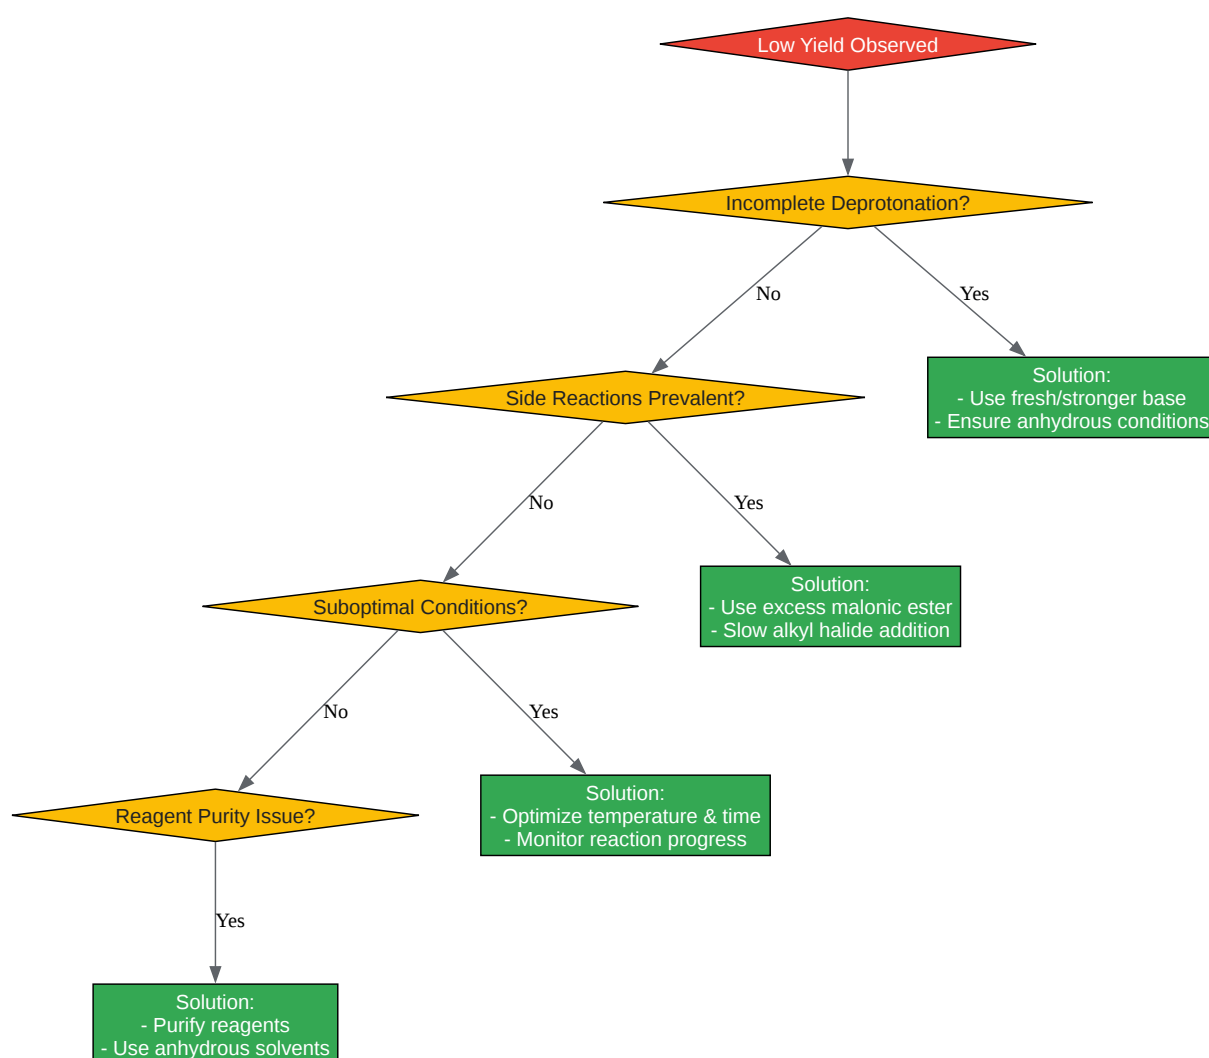 Low Yield Observed
Incomplete Deprotonation?
No
Yes
Solution:
- Use fresh/stronger base
- Ensure anhydrous conditions
Side Reactions Prevalent?
No
Yes
Solution:
- Use excess malonic ester
- Slow alkyl halide addition
Suboptimal Conditions?
No
Yes
Solution:
- Optimize temperature & time
- Monitor reaction progress
Reagent Purity Issue?
Yes
Solution:
- Purify reagents
- Use anhydrous solvents